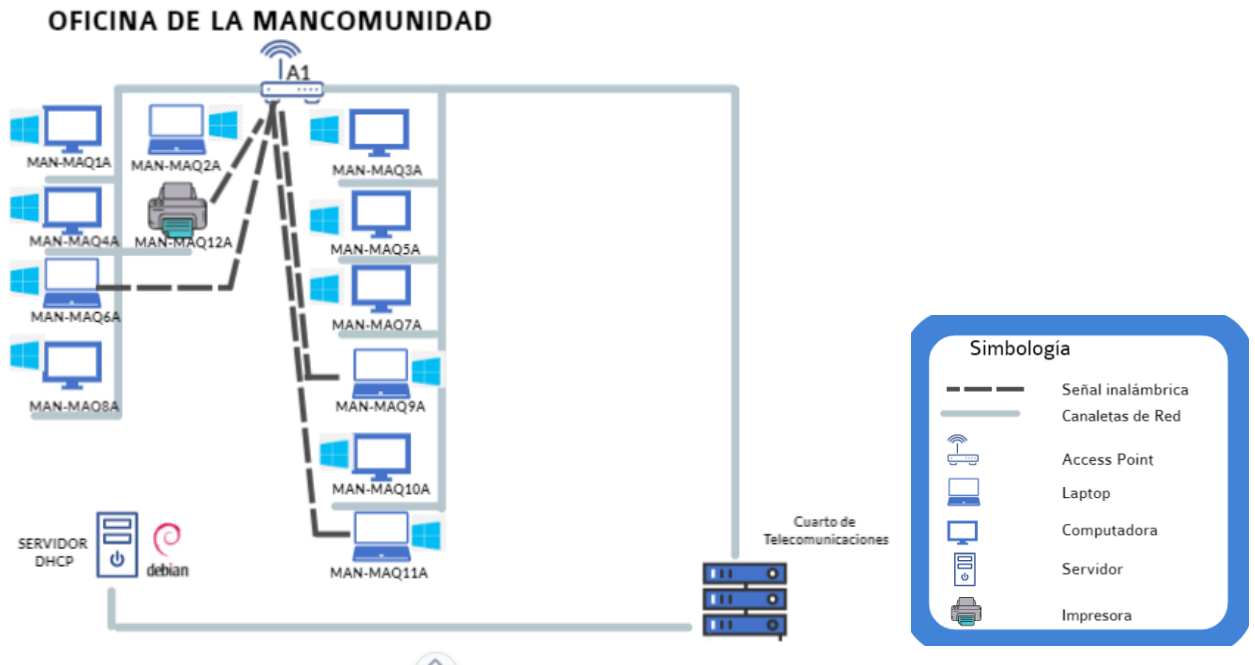 OFICINA DE LA MANCOMUNIDAD
A1
MAN-MAQ1A
MAN-MAQ2A
MAN-MAQ3A
MAN-MAQ4A
MAN-MAQ12A
MAN-MAQ5A
MAN-MAQ6A
MAN-MAQ7A
MAN-MAQ8A
MAN-MAQ9A
MAN-MAQ10A
MAN-MAQ11A
SERVIDOR
DHCP
debian
Cuarto de
Telecomunicaciones
Simbología
Señal inalámbrica
Canaletas de Red
Access Point
Laptop
Computadora
Servidor
Impresora